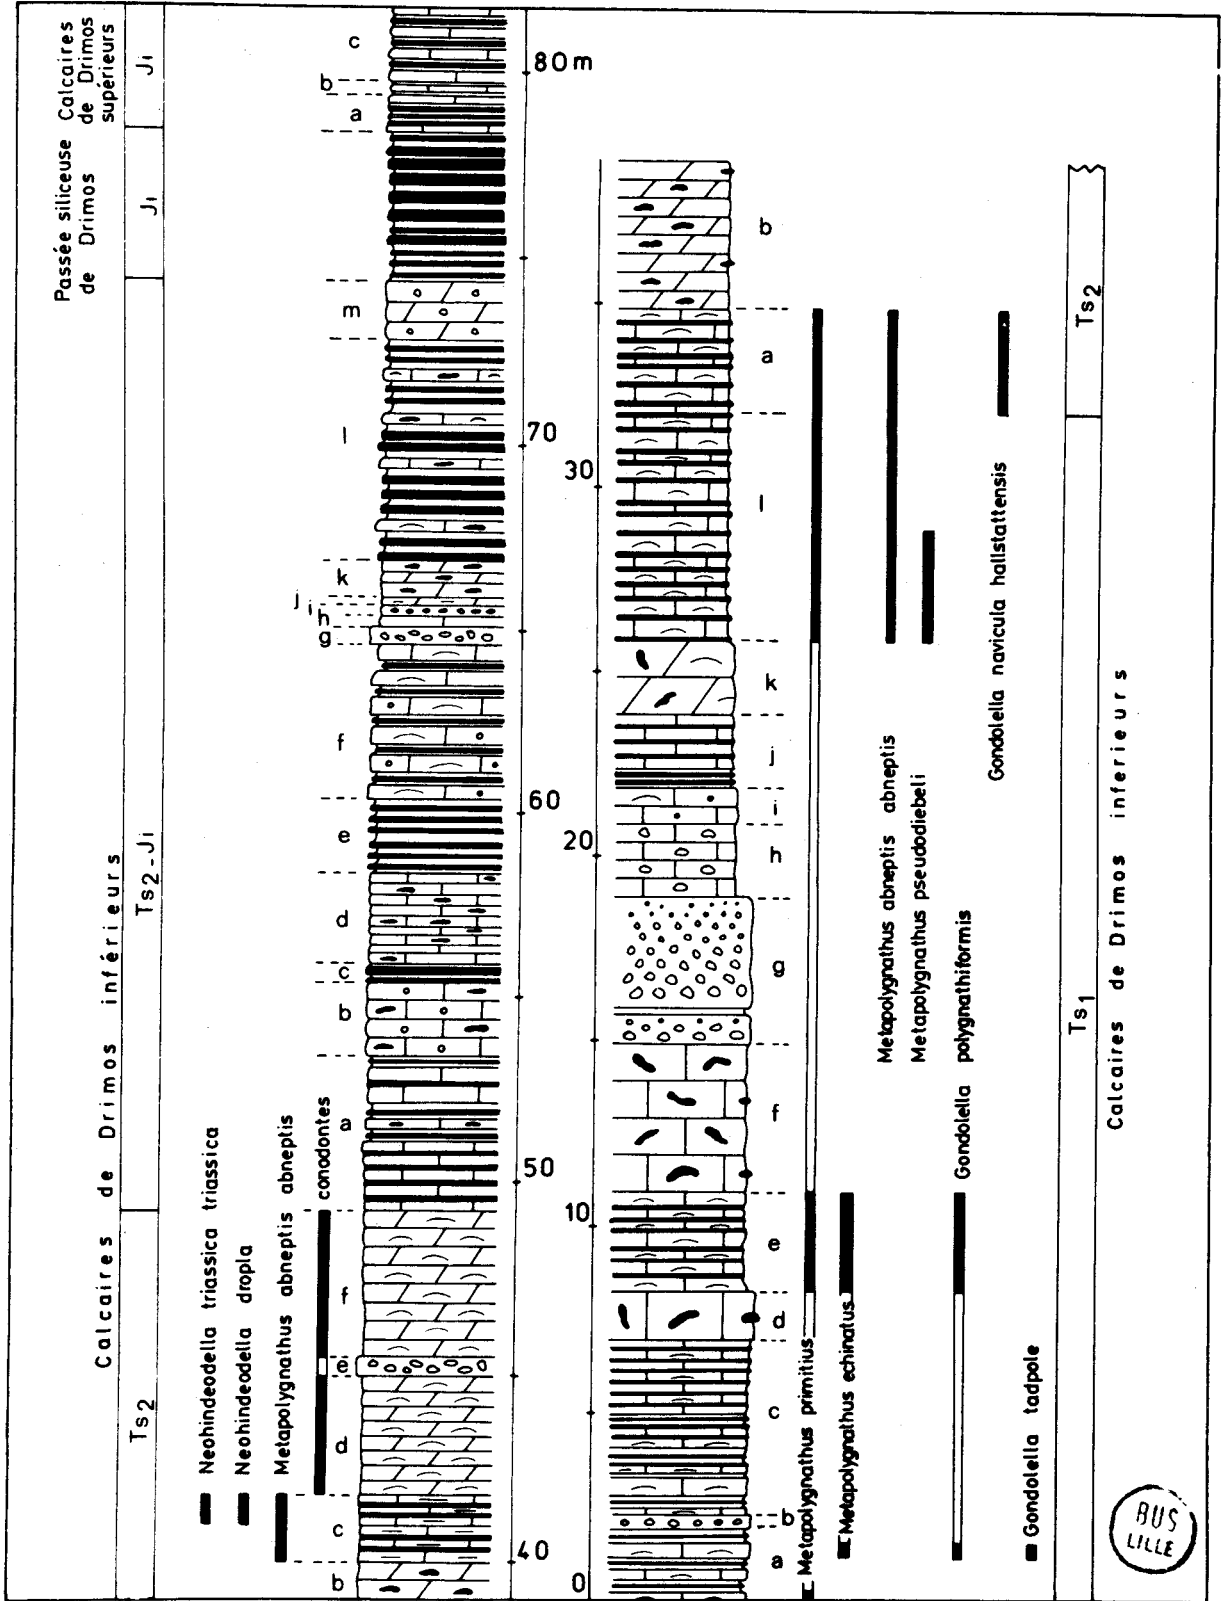 Passée siliceuse
de Drimos
Calcaires
de Drimos
supérieurs
Calcaires de Drimos inférieurs
Ji
Ji
Ts2-Ji
Ts2
c
b
a
m
l
k
j
i
h
g
f
e
d
c
b
a
f
e
d
c
b
80m
70
60
50
40
Neohindeodella triassica triassica
Neohindeodella dropla
Metapolygnathus abneptis abneptis
conodontes
30
20
10
0
b
a
l
k
j
i
h
g
f
e
d
c
b
a
Metapolygnathus primitius
Metapolygnathus echinatus
Metapolygnathus abneptis abneptis
Metapolygnathus pseudodiebeli
Gondolella polygnathiformis
Gondolella navicula hallstattensis
Gondolella tadpole
Ts2
Ts1
Calcaires de Drimos inferieurs
BUS
LILLE